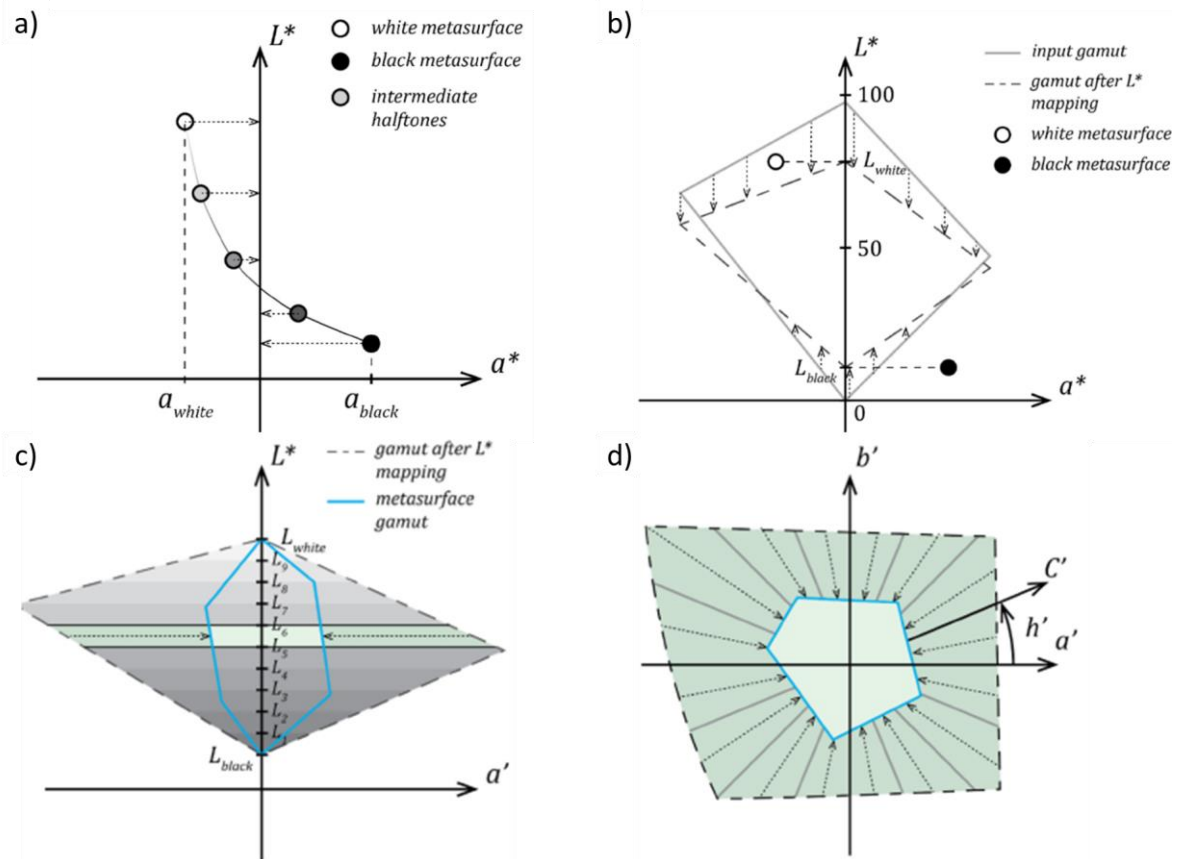 a)
L*
white metasurface
black metasurface
intermediate
halftones
a*
a_white
a_black
b)
L*
input gamut
gamut after L*
mapping
white metasurface
black metasurface
100
L_white
50
L_black
0
a*
c)
L*
gamut after L*
mapping
metasurface
gamut
L_white
L_9
L_8
L_7
L_6
L_5
L_4
L_3
L_2
L_1
L_black
a'
d)
b'
C'
h'
a'